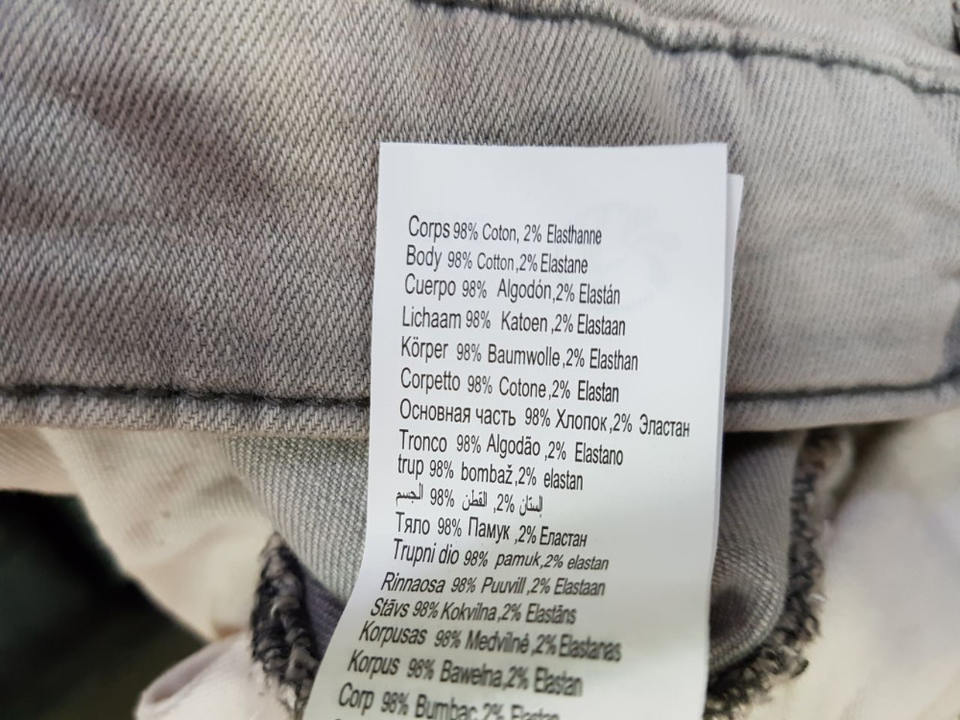 Corps 98% Coton, 2% Elasthanne
Body 98% Cotton ,2% Elastane
Cuerpo 98% Algodón,2% Elastán
Lichaam 98% Katoen ,2% Elastaan
Körper 98% Baumwolle ,2% Elasthan
Corpetto 98% Cotone ,2% Elastan
Основная часть 98% Хлопок ,2% Эластан
Tronco 98% Algodão ,2% Elastano
trup 98% bombaž,2% elastan
الجسم 98% القطن ,2% إلستان
Тяло 98% Памук ,2% Еластан
Trupni dio 98% pamuk,2% elastan
Rinnaosa 98% Puuvill ,2% Elastaan
Stāvs 98% Kokvilna ,2% Elastāns
Korpusas 98% Medvilnė ,2% Elastanas
Korpus 98% Bawełna,2% Elastan
Corp 98% Bumbac 2% Elastan